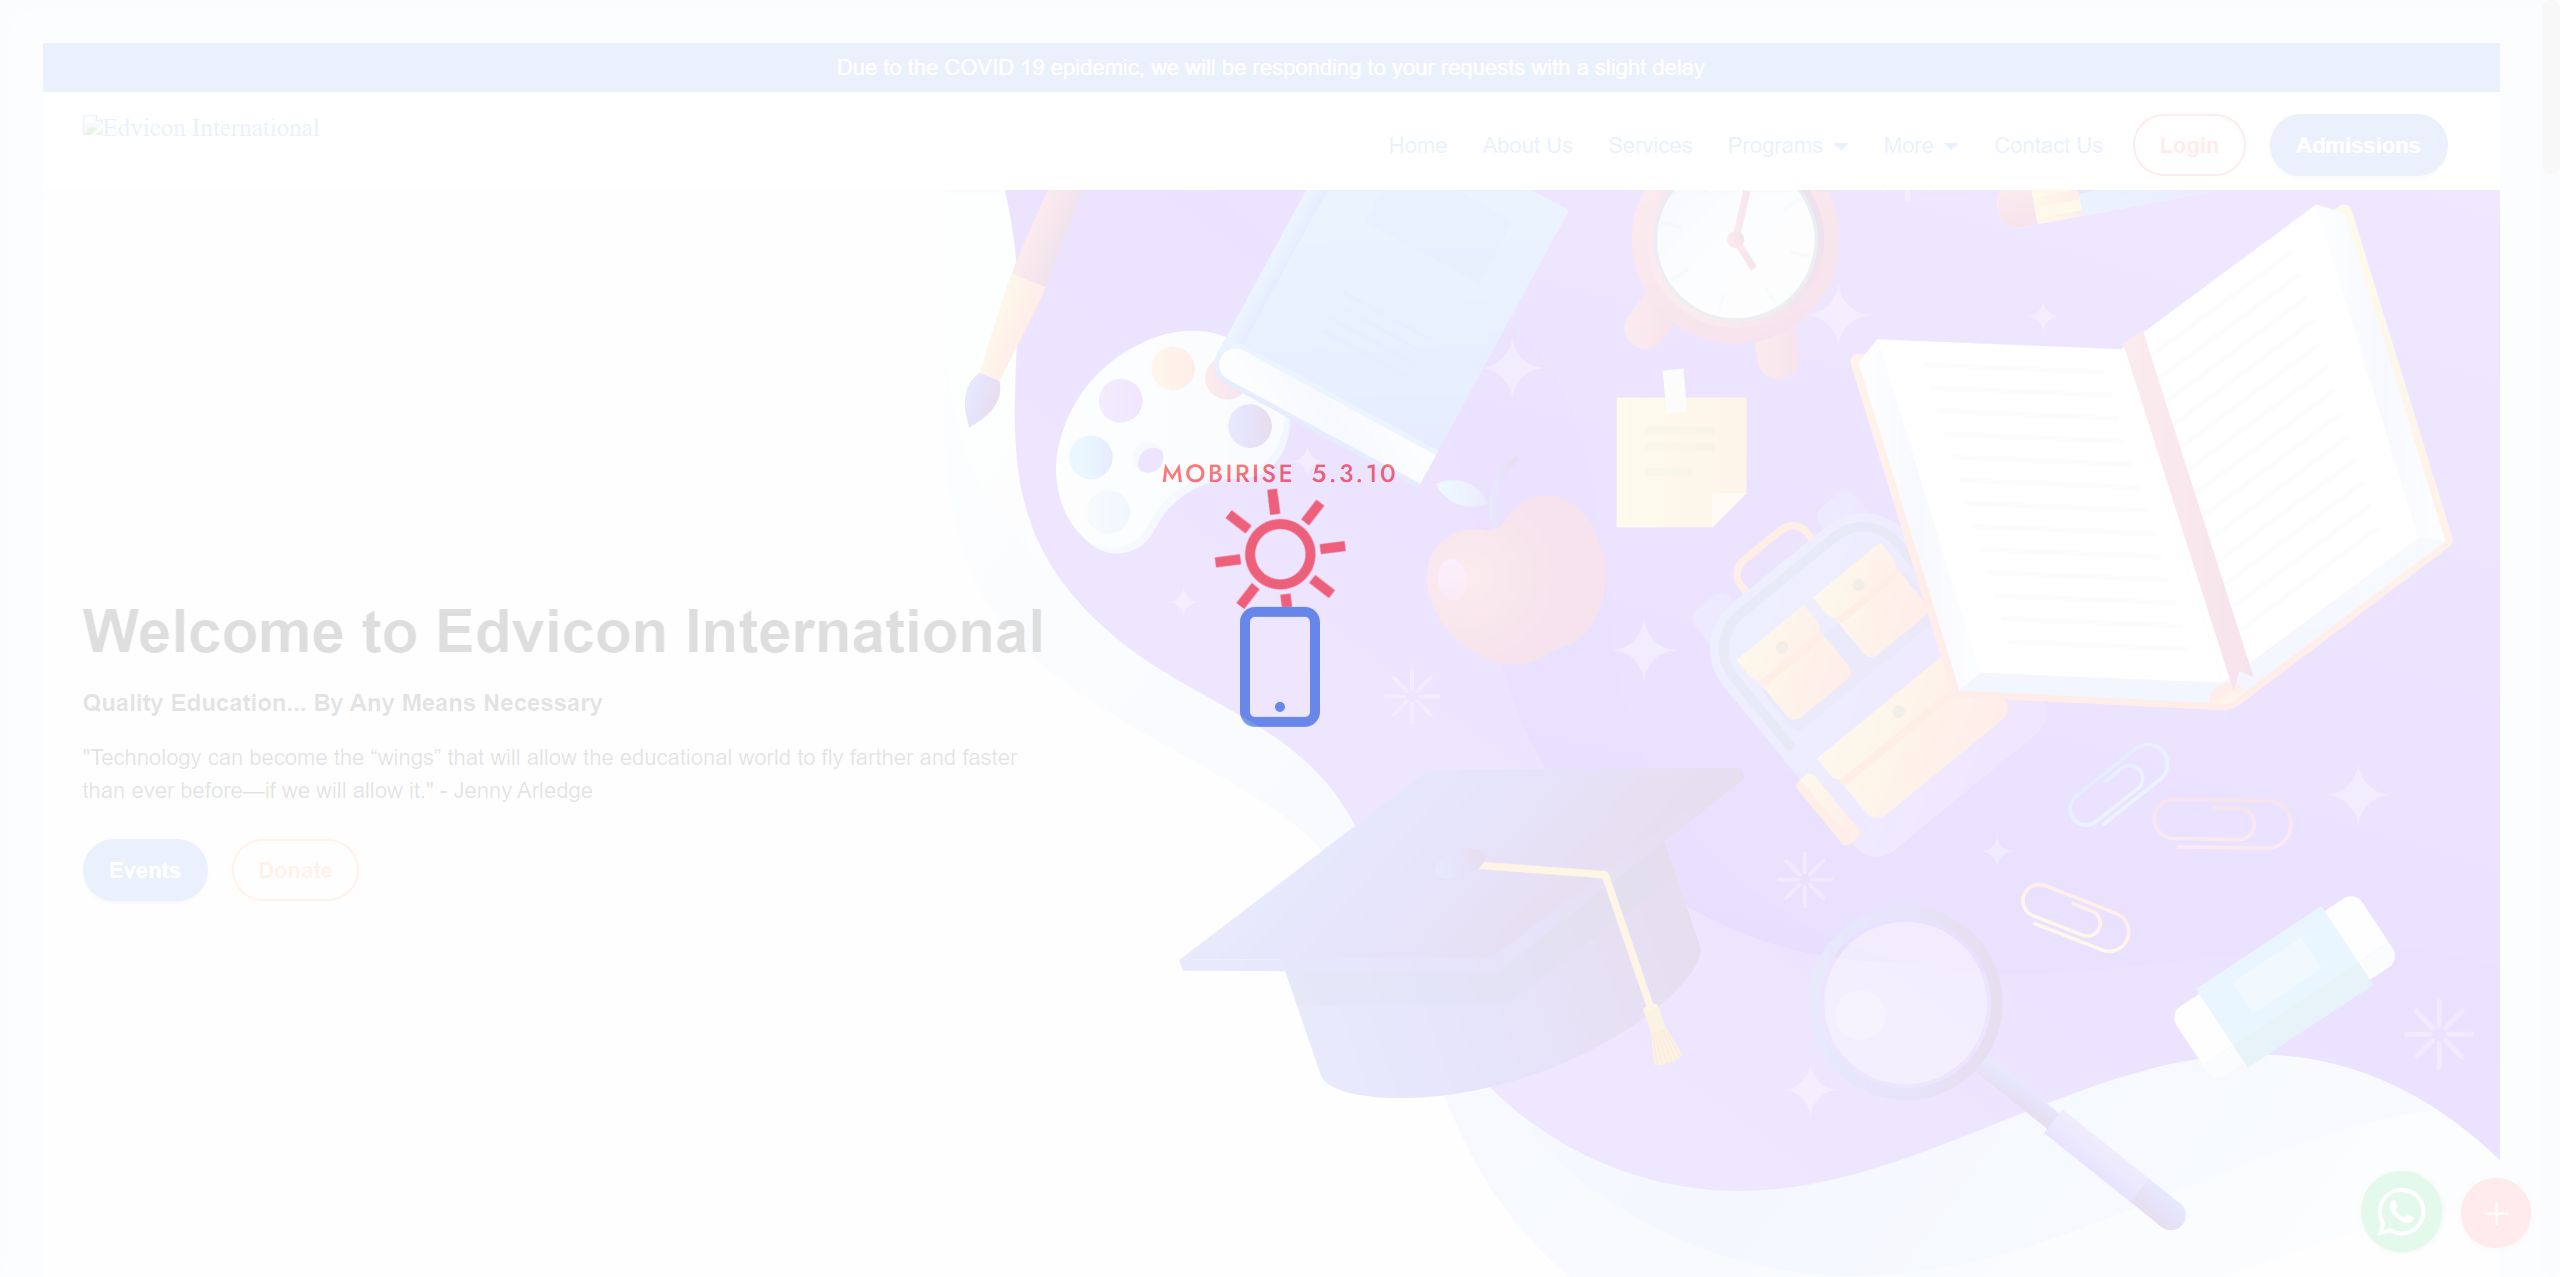 Due to the COVID 19 epidemic, we will be responding to your requests with a slight delay
Edvicon International
Home About Us Services Programs More Contact Us Login Admissions
MOBIRISE 5.3.10
Welcome to Edvicon International
Quality Education... By Any Means Necessary
"Technology can become the “wings” that will allow the educational world to fly farther and faster
than ever before—if we will allow it." - Jenny Arledge
Events Donate